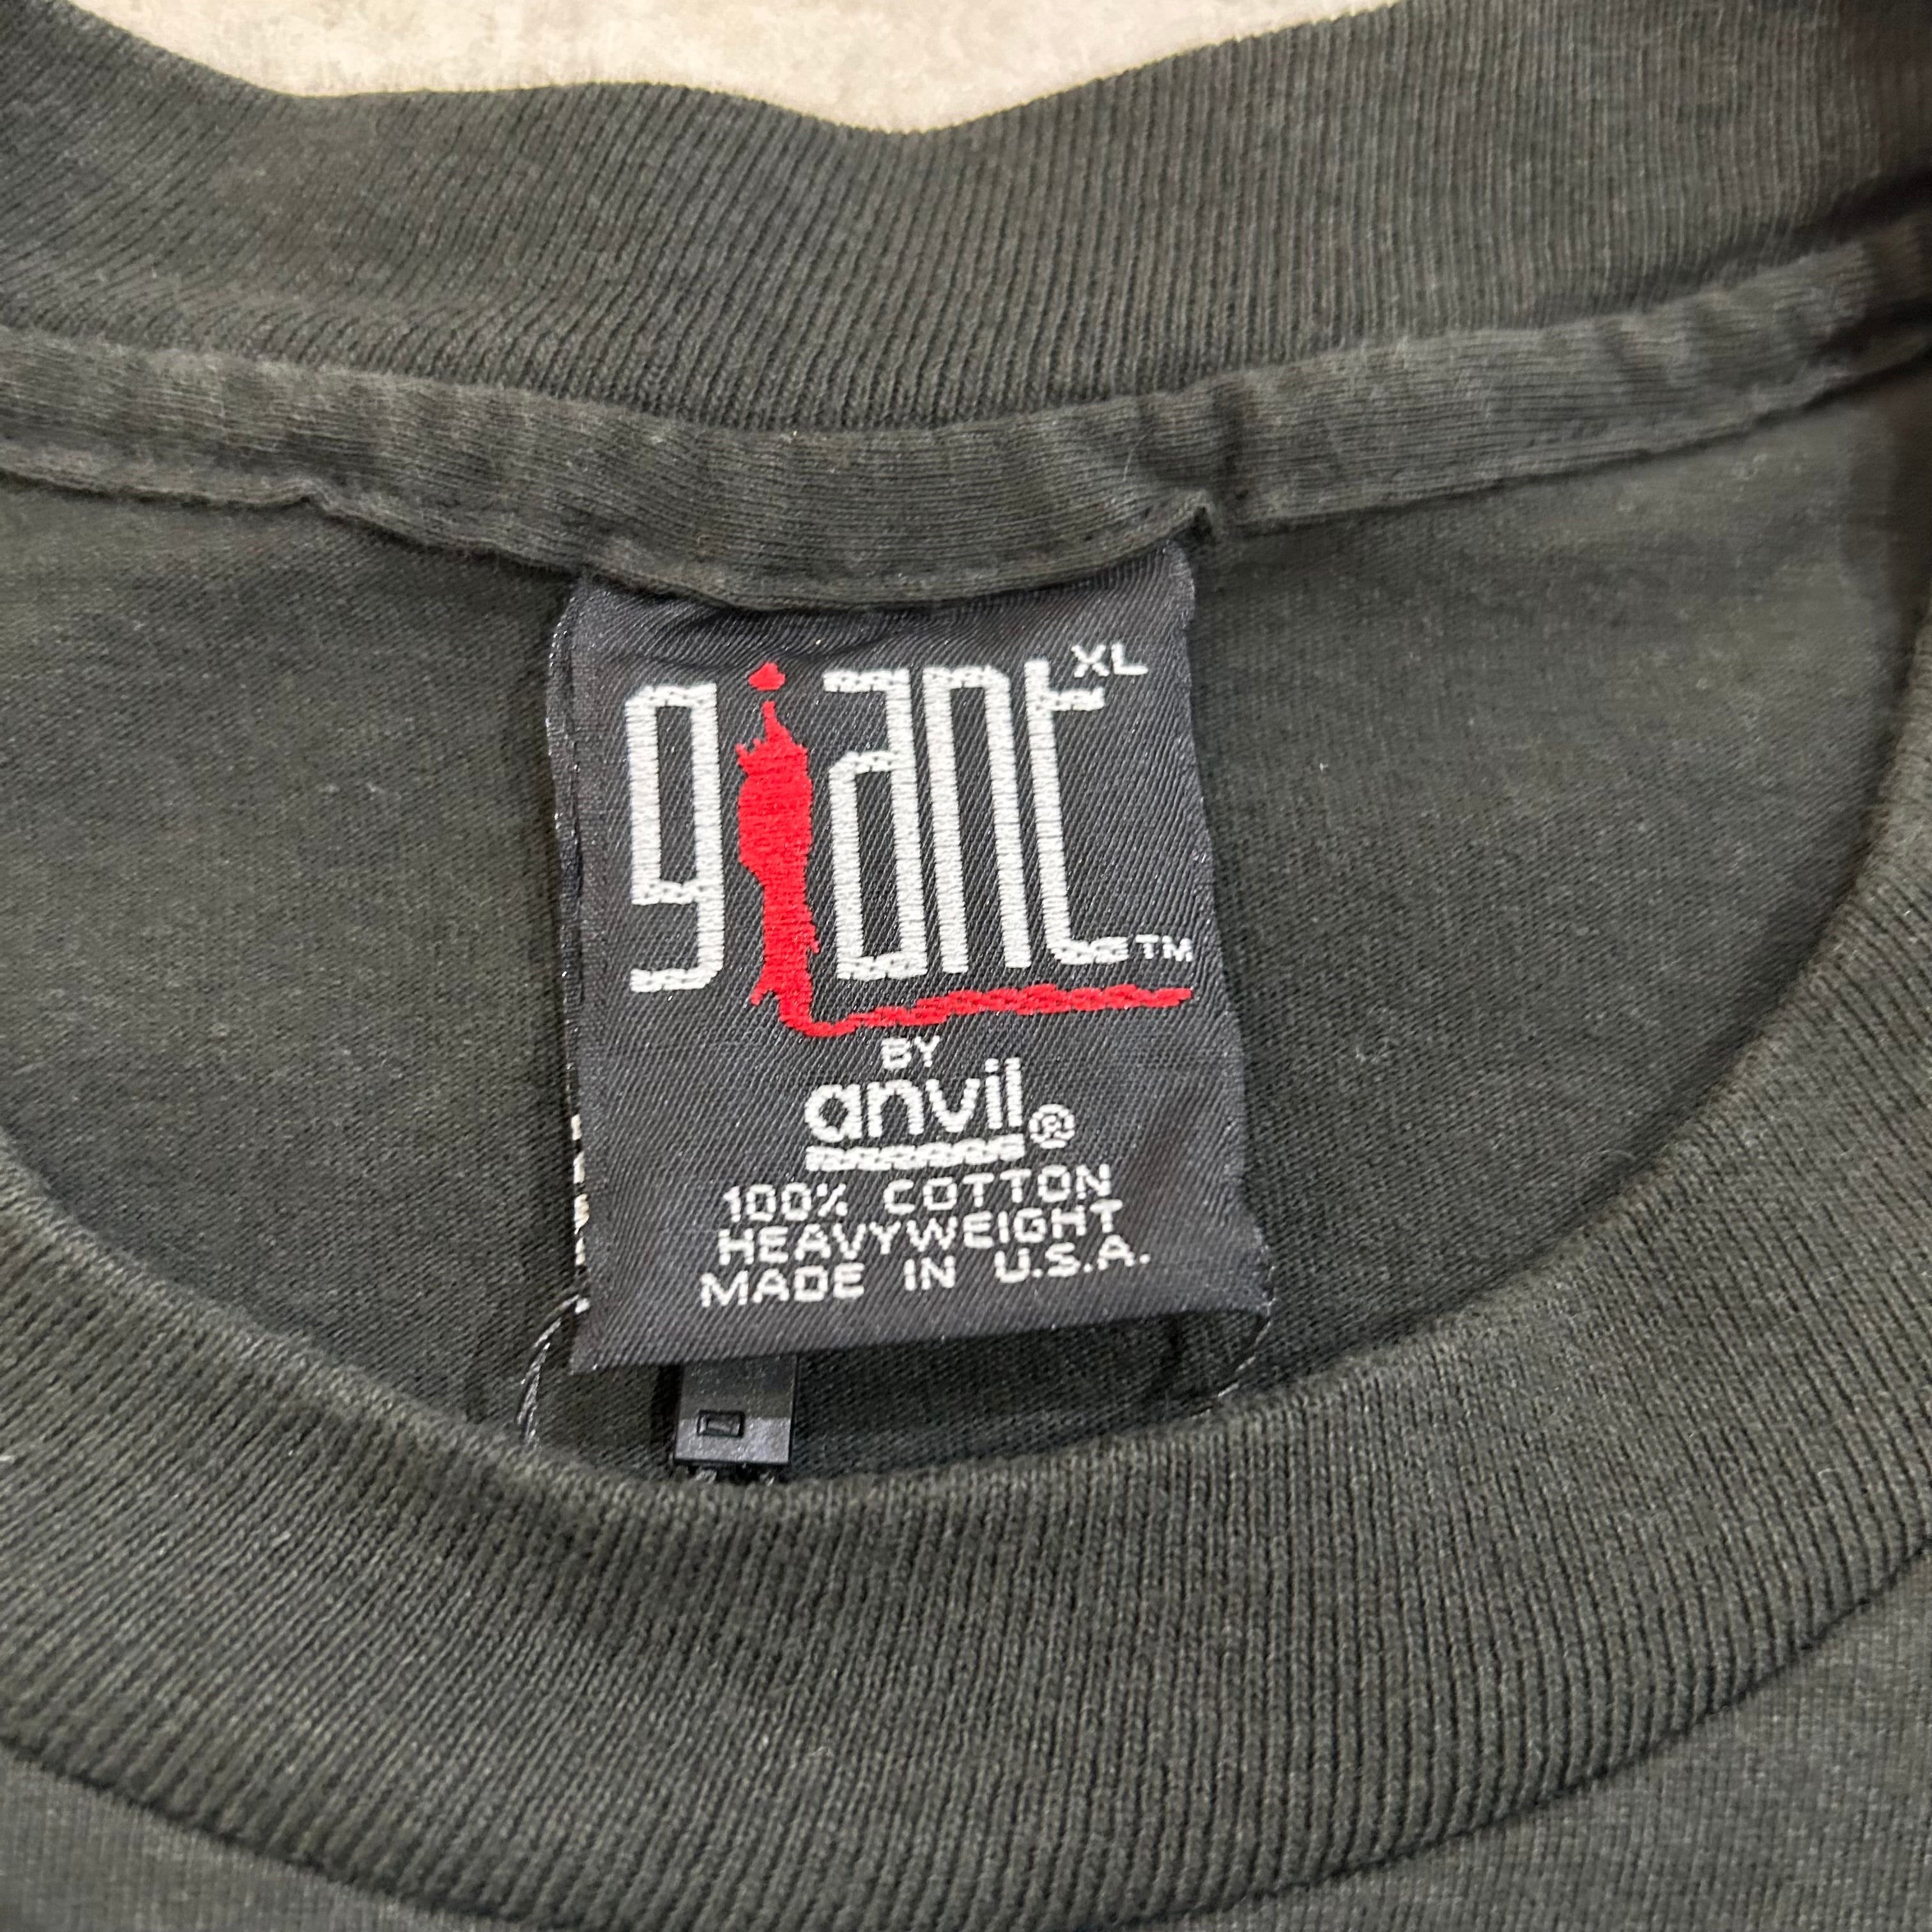 giant XL TM
BY
anvil®
100% COTTON
HEAVYWEIGHT
MADE IN U.S.A.